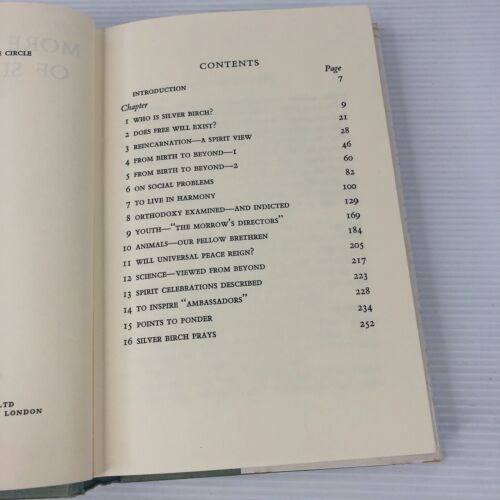 E CIRCLE
LTD
LONDON
CONTENTS
Page
INTRODUCTION 7
Chapter
1 WHO IS SILVER BIRCH? 9
2 DOES FREE WILL EXIST? 21
3 REINCARNATION—A SPIRIT VIEW 28
4 FROM BIRTH TO BEYOND—1 46
5 FROM BIRTH TO BEYOND—2 60
6 ON SOCIAL PROBLEMS 82
7 TO LIVE IN HARMONY 100
8 ORTHODOXY EXAMINED—AND INDICTED 129
9 YOUTH—"THE MORROW'S DIRECTORS" 169
10 ANIMALS—OUR FELLOW BRETHREN 184
11 WILL UNIVERSAL PEACE REIGN? 205
12 SCIENCE—VIEWED FROM BEYOND 217
13 SPIRIT CELEBRATIONS DESCRIBED 223
14 TO INSPIRE "AMBASSADORS" 228
15 POINTS TO PONDER 234
16 SILVER BIRCH PRAYS 252